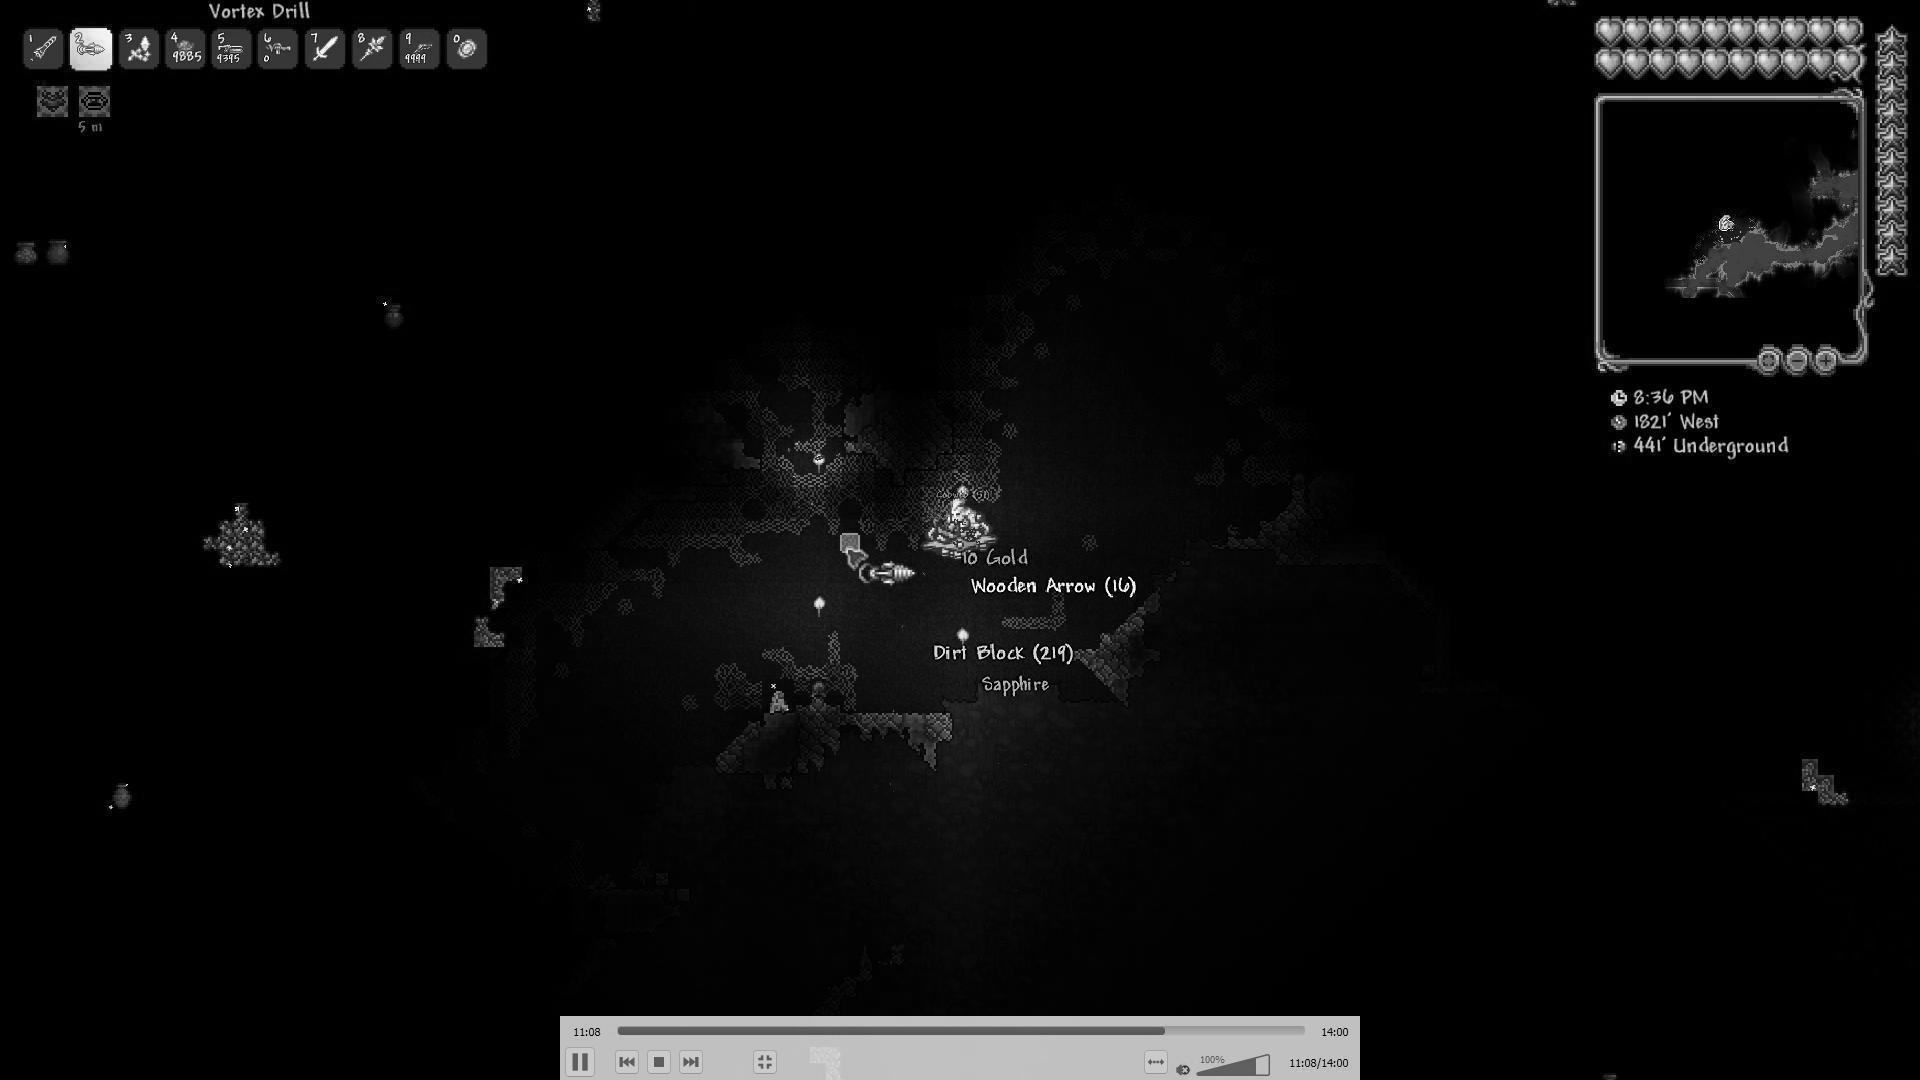 Vortex Drill
1 2 3 4 5 6 7 8 9 0
9885 9395 0 9999
5 m
8:36 PM
1821' West
441' Underground
10 Gold
Wooden Arrow (16)
Dirt Block (219)
Sapphire
11:08 14:00
100%
11:08/14:00